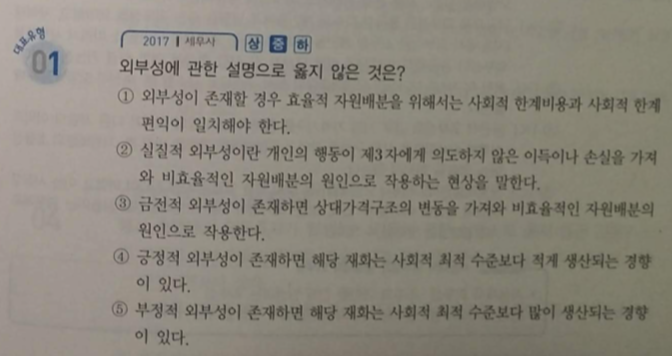 대표유형
01
2017 | 세무사 상 중 하
외부성에 관한 설명으로 옳지 않은 것은?
① 외부성이 존재할 경우 효율적 자원배분을 위해서는 사회적 한계비용과 사회적 한계
편익이 일치해야 한다.
② 실질적 외부성이란 개인의 행동이 제3자에게 의도하지 않은 이득이나 손실을 가져
와 비효율적인 자원배분의 원인으로 작용하는 현상을 말한다.
③ 금전적 외부성이 존재하면 상대가격구조의 변동을 가져와 비효율적인 자원배분의
원인으로 작용한다.
④ 긍정적 외부성이 존재하면 해당 재화는 사회적 최적 수준보다 적게 생산되는 경향
이 있다.
⑤ 부정적 외부성이 존재하면 해당 재화는 사회적 최적 수준보다 많이 생산되는 경향
이 있다.